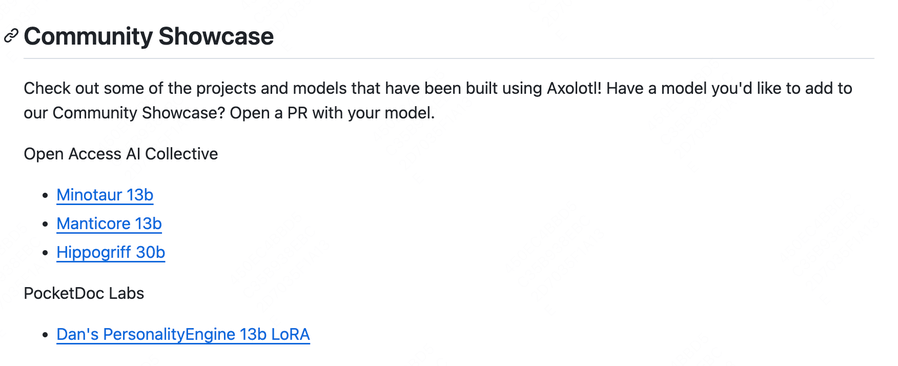 Community Showcase
Check out some of the projects and models that have been built using Axolotl! Have a model you'd like to add to
our Community Showcase? Open a PR with your model.
Open Access AI Collective
Minotaur 13b
Manticore 13b
Hippogriff 30b
PocketDoc Labs
Dan's PersonalityEngine 13b LoRA